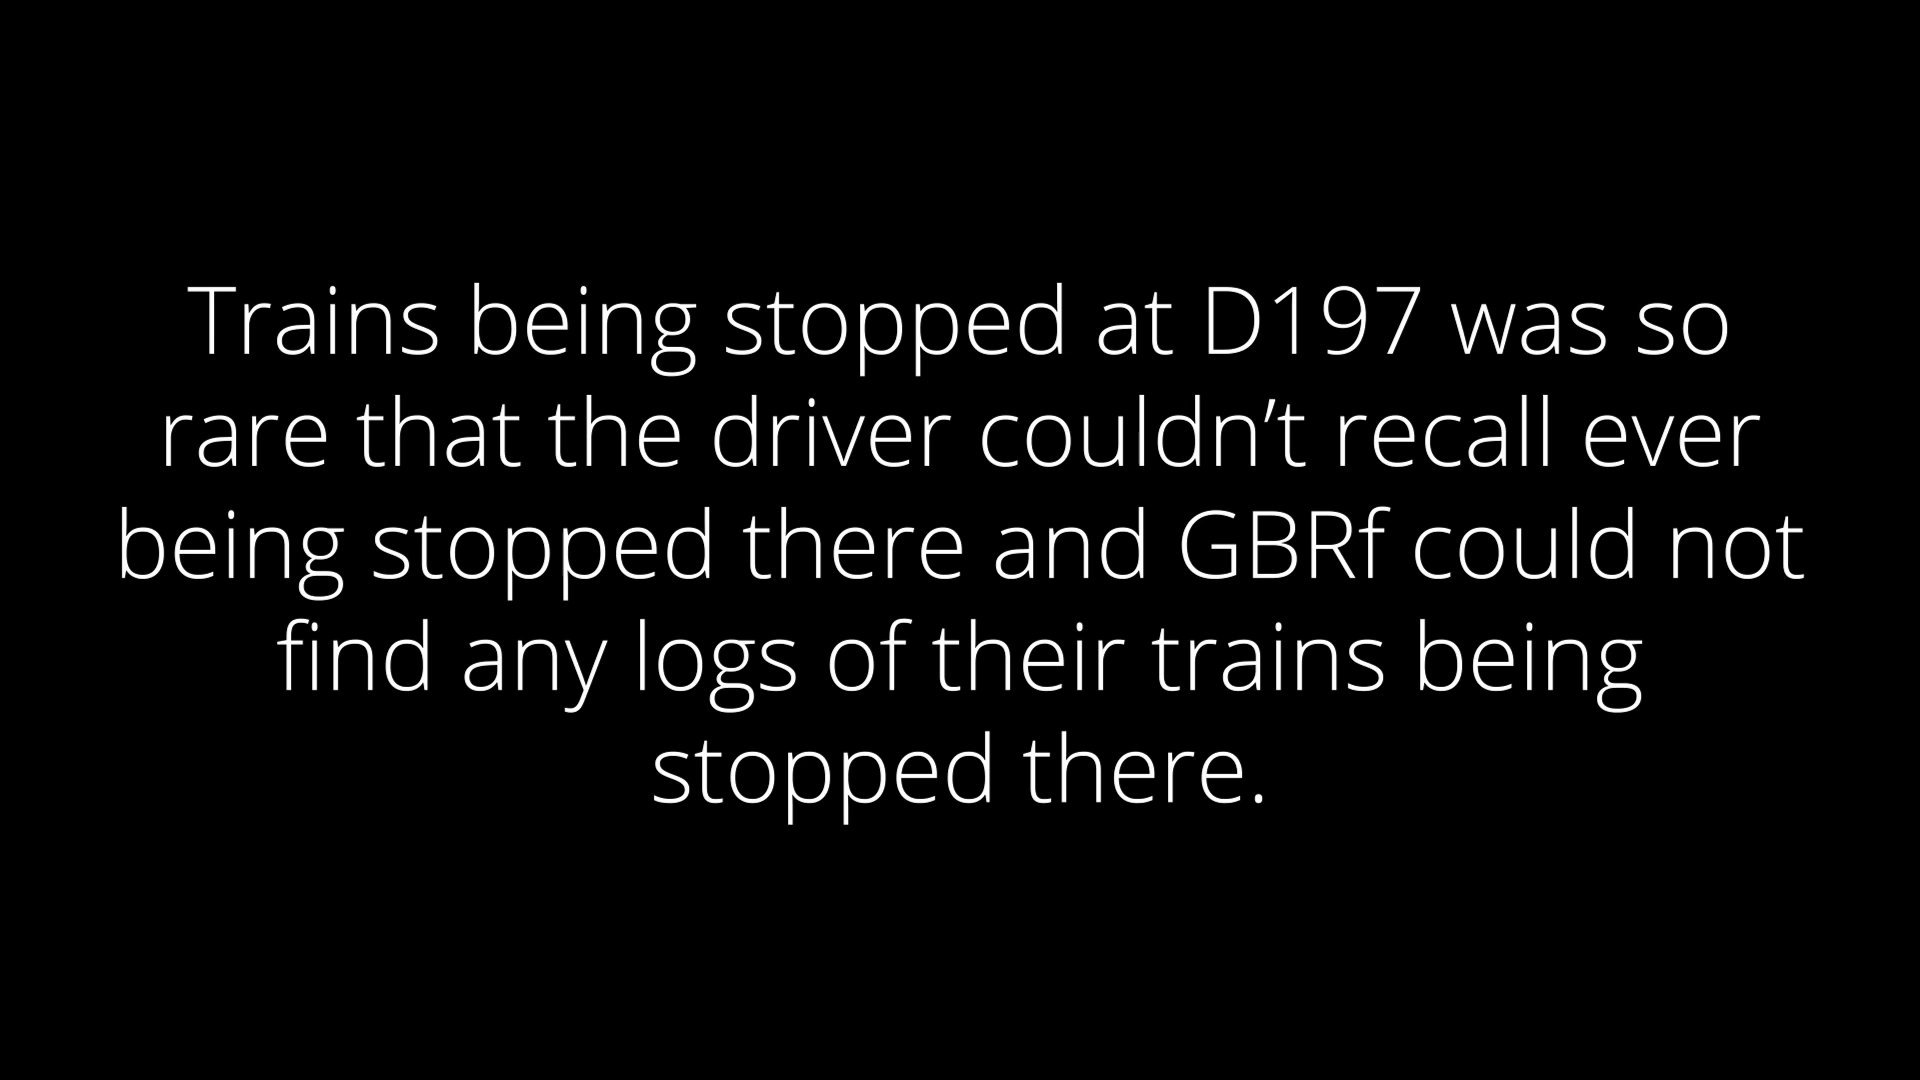 Trains being stopped at D197 was so
rare that the driver couldn’t recall ever
being stopped there and GBRf could not
find any logs of their trains being
stopped there.